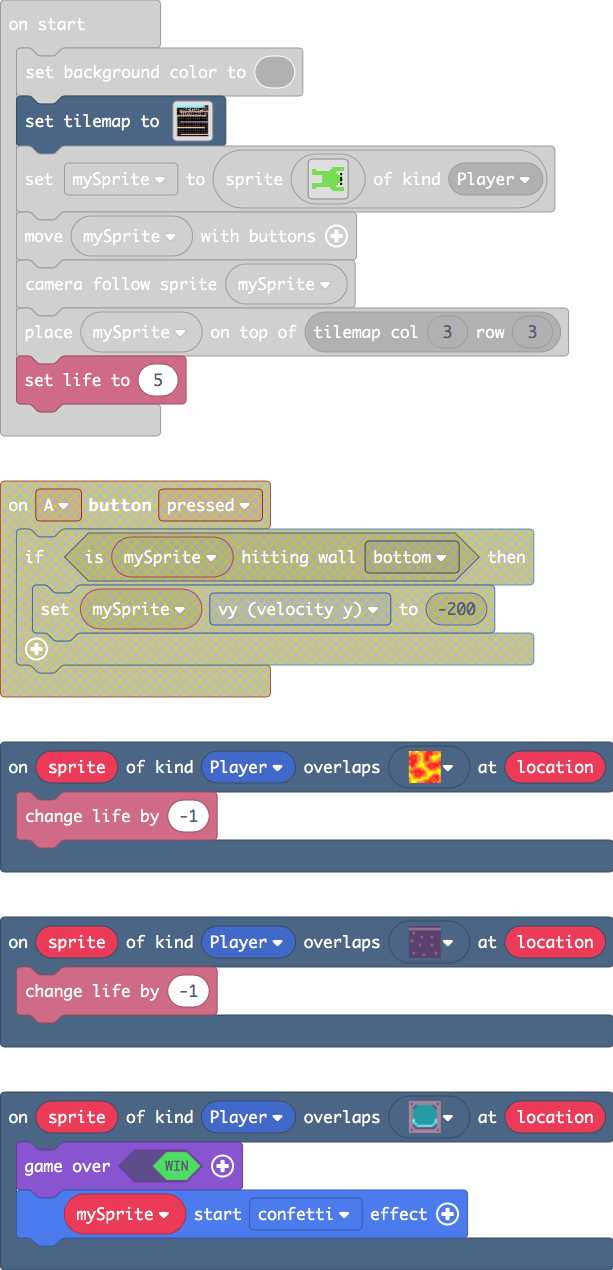 on start
set background color to
set tilemap to
set mySprite to sprite of kind Player
move mySprite with buttons
camera follow sprite mySprite
place mySprite on top of tilemap col 3 row 3
set life to 5
on A button pressed
if is mySprite hitting wall bottom then
set mySprite vy (velocity y) to -200
on sprite of kind Player overlaps at location
change life by -1
on sprite of kind Player overlaps at location
change life by -1
on sprite of kind Player overlaps at location
game over WIN
mySprite start confetti effect